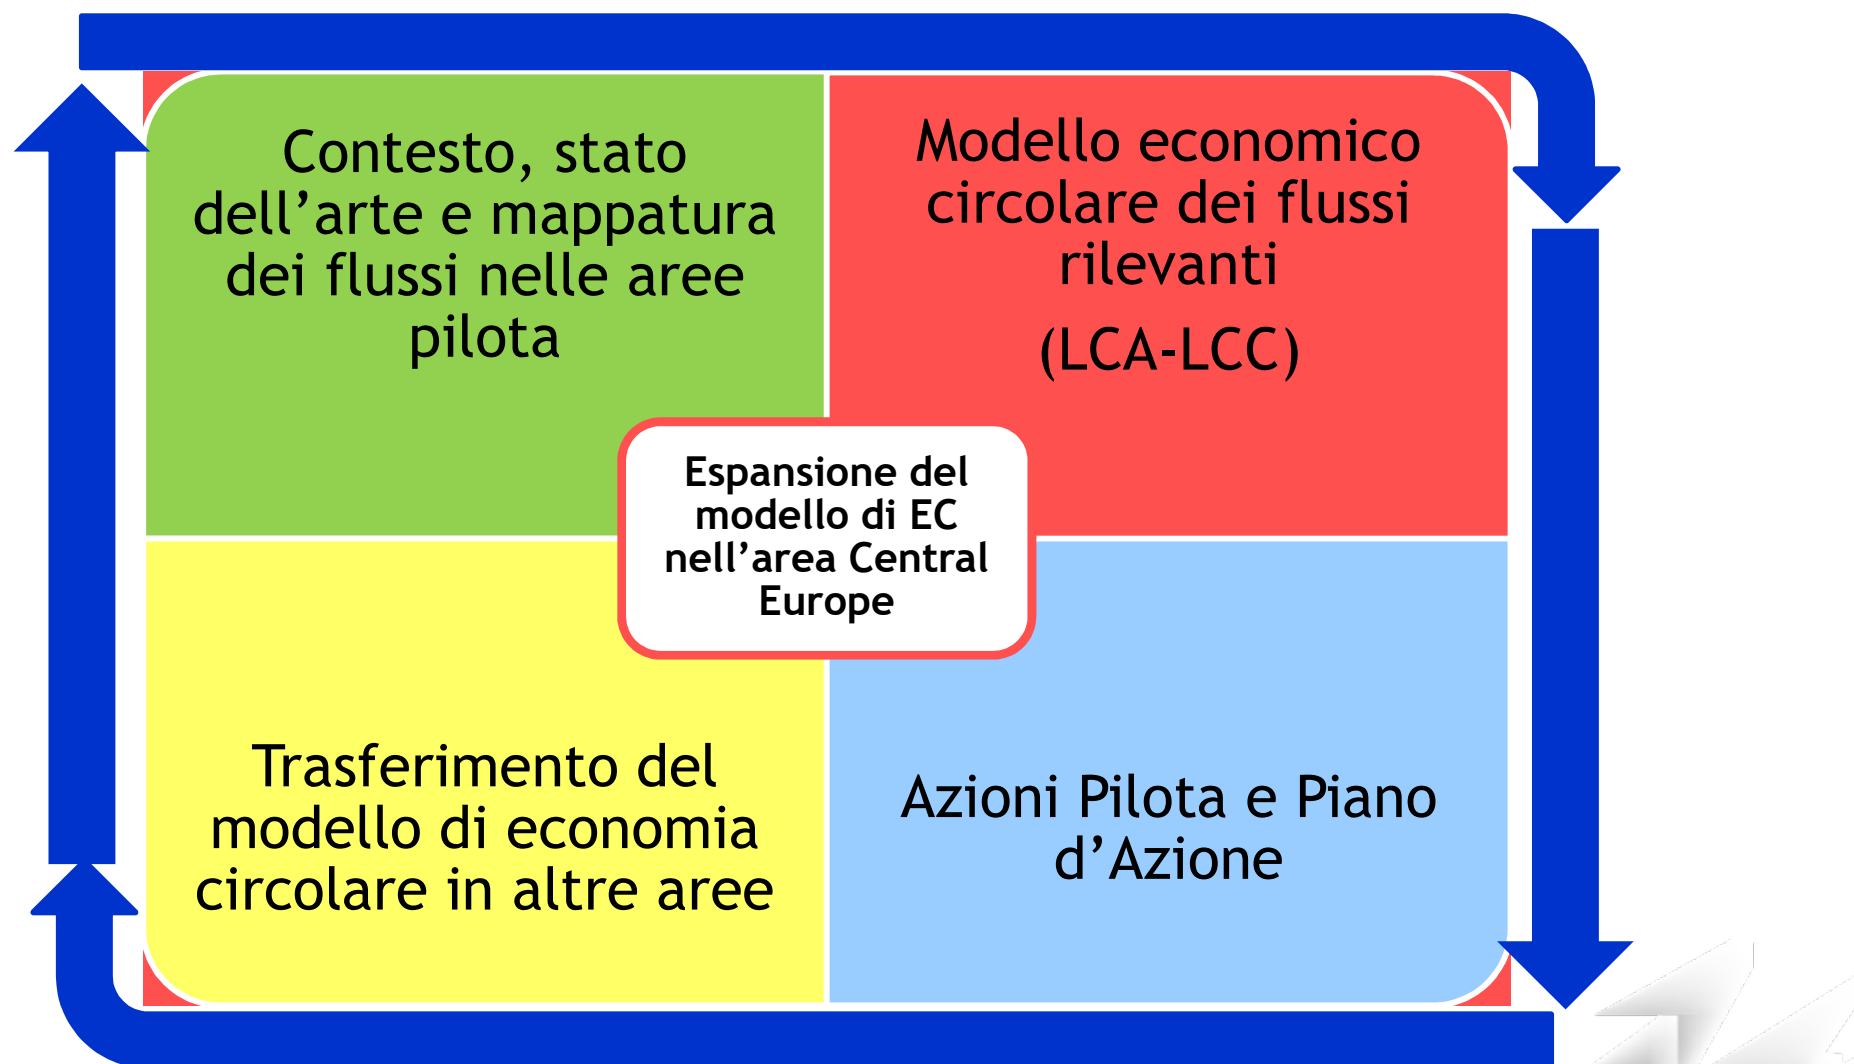 Contesto, stato
dell’arte e mappatura
dei flussi nelle aree
pilota
Modello economico
circolare dei flussi
rilevanti
(LCA-LCC)
Espansione del
modello di EC
nell’area Central
Europe
Trasferimento del
modello di economia
circolare in altre aree
Azioni Pilota e Piano
d’Azione